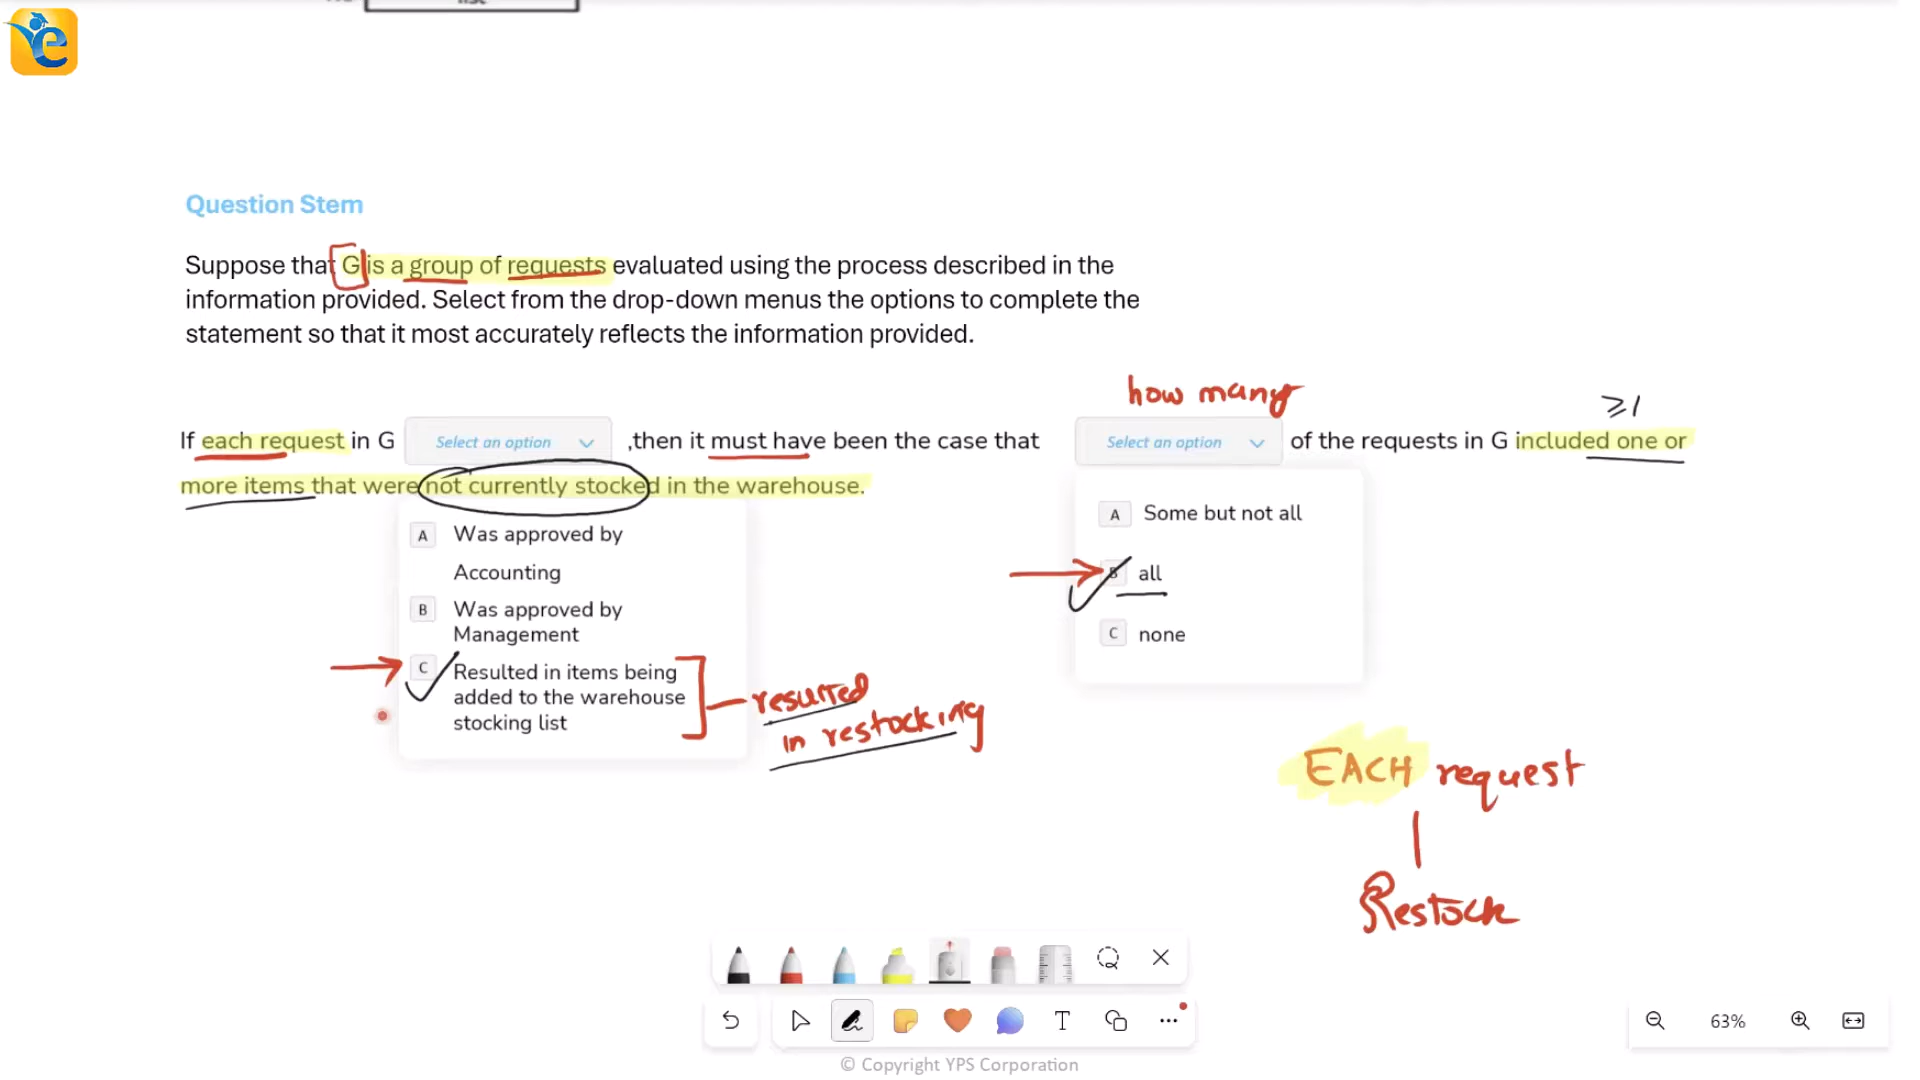 list
Question Stem
Suppose that G is a group of requests evaluated using the process described in the
information provided. Select from the drop-down menus the options to complete the
statement so that it most accurately reflects the information provided.
how many
≥1
If each request in G Select an option ,then it must have been the case that Select an option of the requests in G included one or
more items that were not currently stocked in the warehouse.
A Was approved by
Accounting
B Was approved by
Management
C Resulted in items being
added to the warehouse
stocking list
resulted
in restocking
A Some but not all
B all
C none
EACH request
Restock
T
63%
© Copyright YPS Corporation